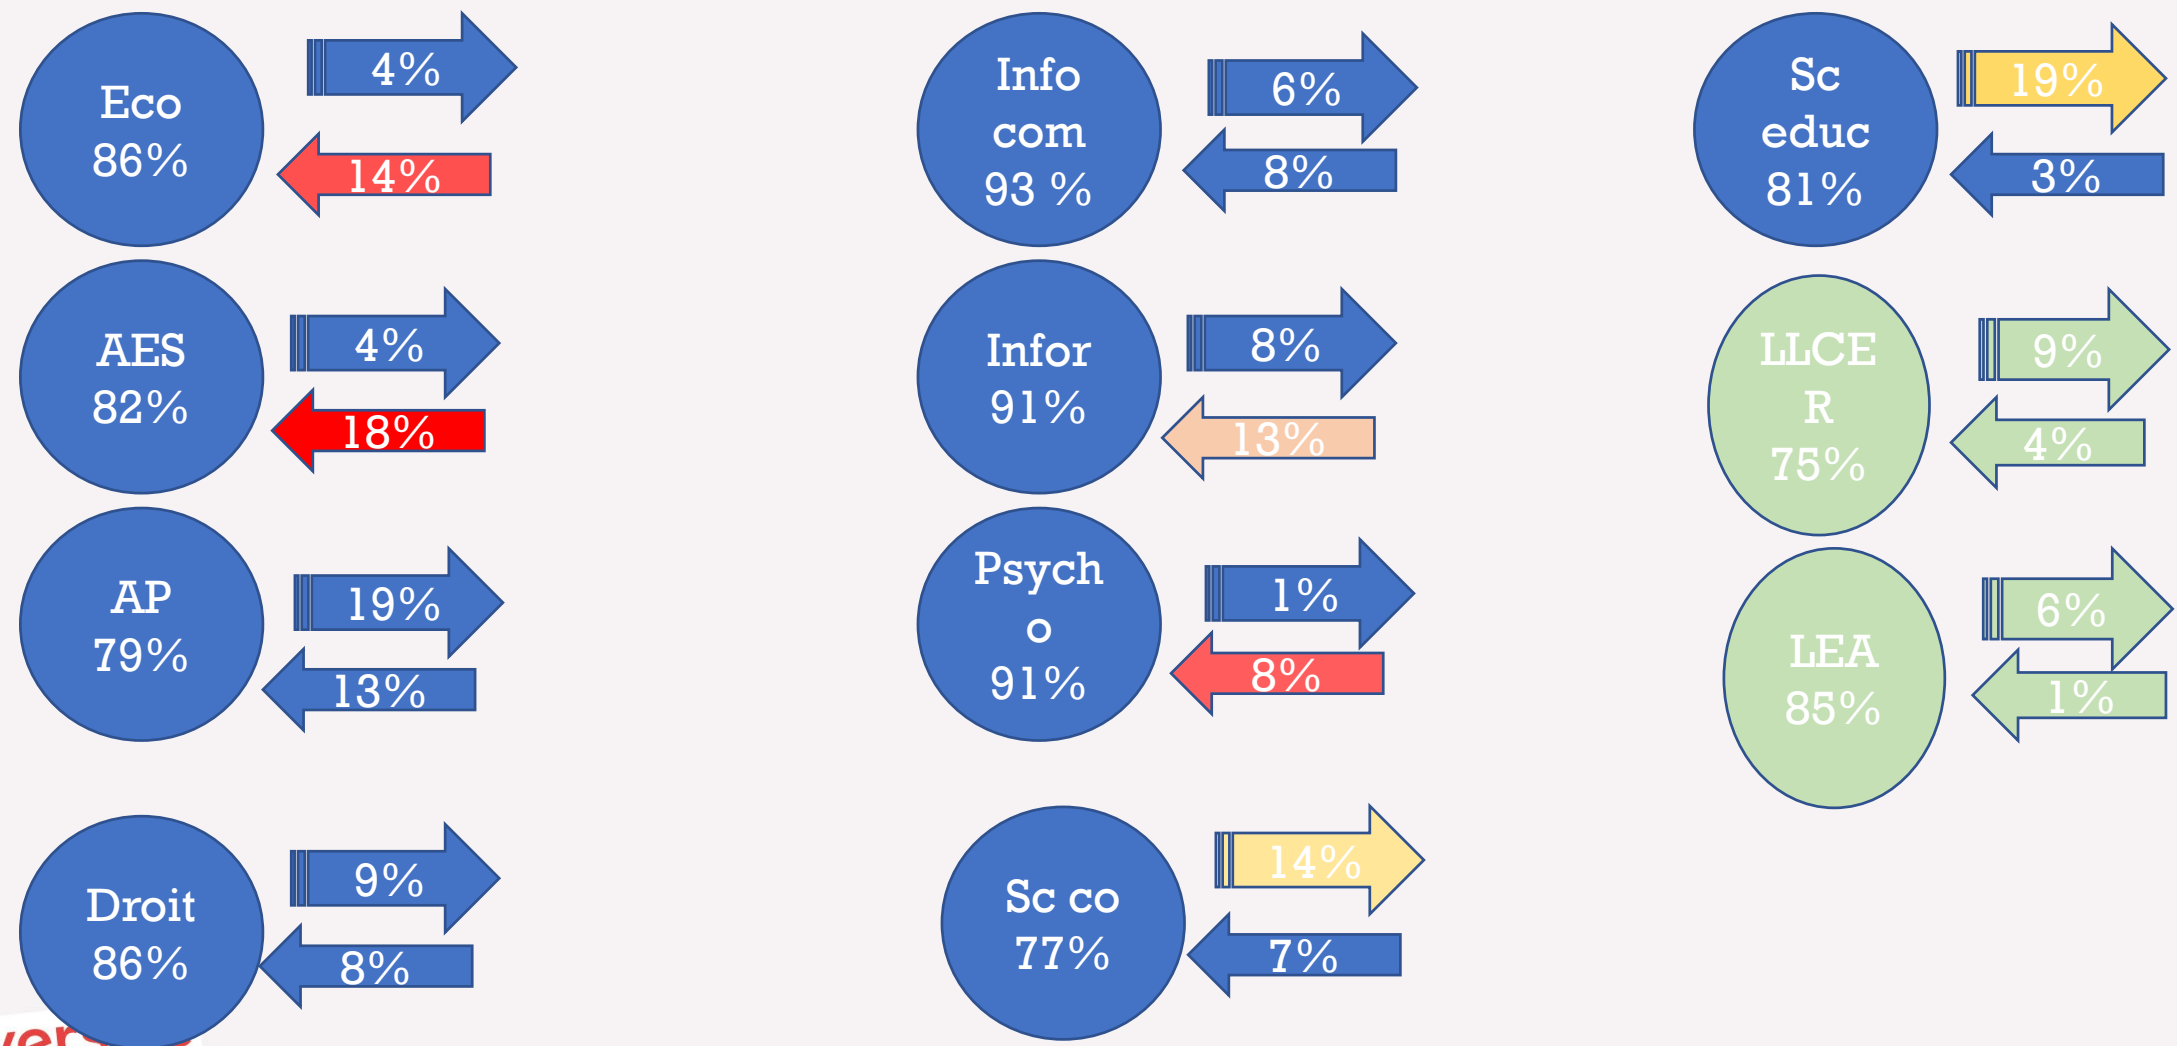 Eco
86%
4%
14%
AES
82%
4%
18%
AP
79%
19%
13%
Droit
86%
9%
8%
Info
com
93 %
6%
8%
Infor
91%
8%
13%
Psych
o
91%
1%
8%
Sc co
77%
14%
7%
Sc
educ
81%
19%
3%
LLCE
R
75%
9%
4%
LEA
85%
6%
1%